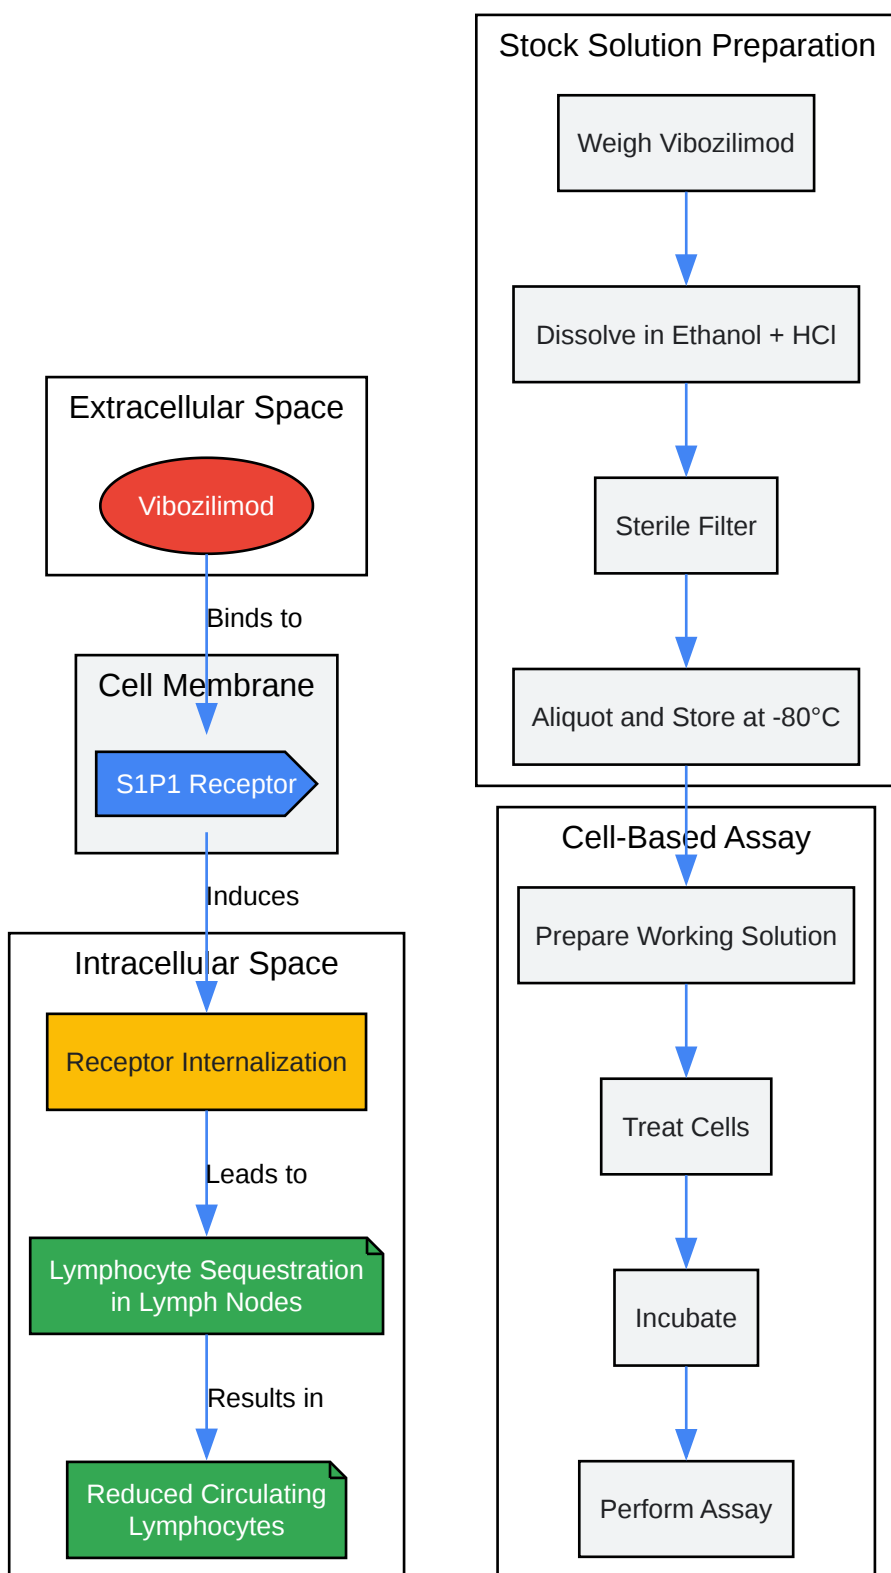 Extracellular Space
Vibozilimod
Binds to
Cell Membrane
S1P1 Receptor
Induces
Intracellular Space
Receptor Internalization
Leads to
Lymphocyte Sequestration
in Lymph Nodes
Results in
Reduced Circulating
Lymphocytes
Stock Solution Preparation
Weigh Vibozilimod
Dissolve in Ethanol + HCl
Sterile Filter
Aliquot and Store at -80°C
Cell-Based Assay
Prepare Working Solution
Treat Cells
Incubate
Perform Assay